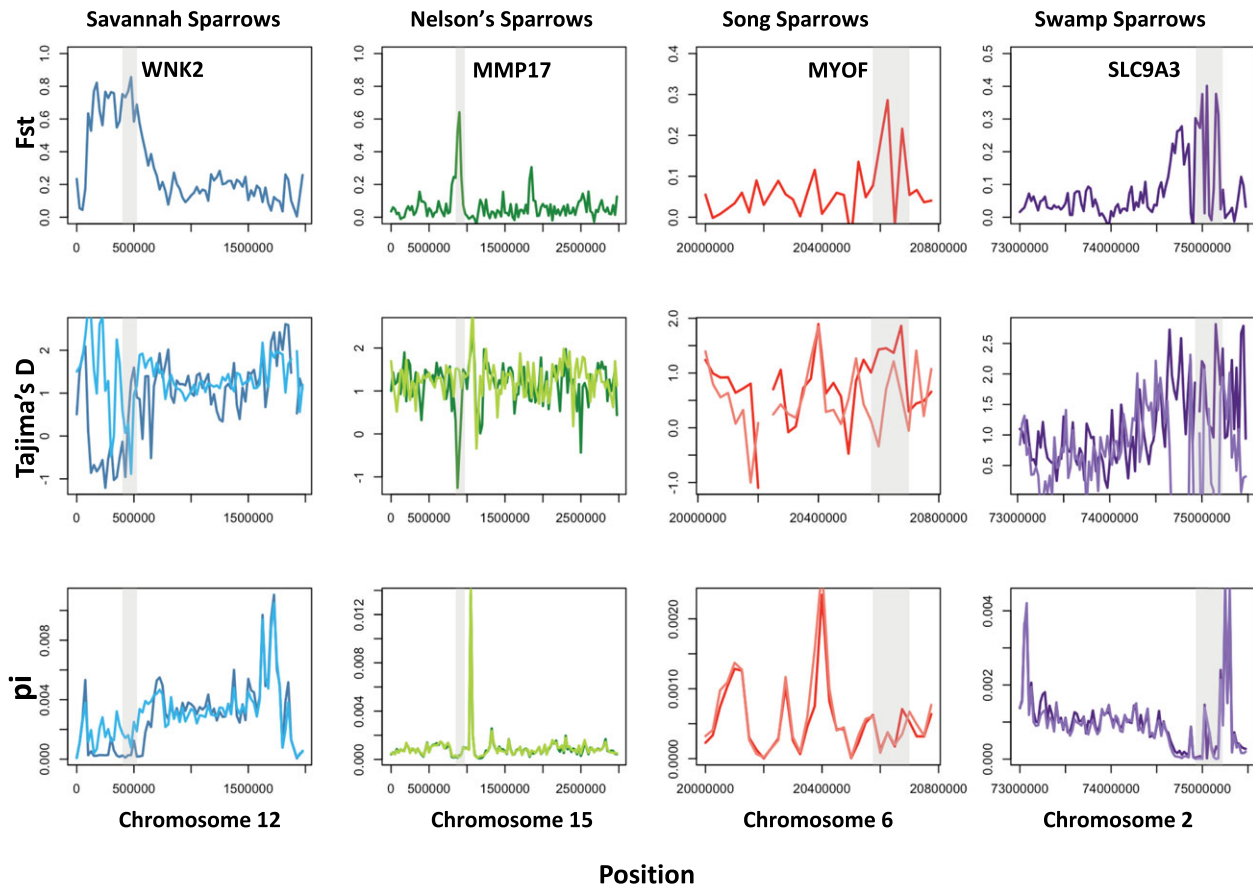 Savannah Sparrows Nelson’s Sparrows Song Sparrows Swamp Sparrows
Fst
WNK2 MMP17 MYOF SLC9A3
0.0 0.2 0.4 0.6 0.8 1.0
0 500000 1500000
0.0 0.2 0.4 0.6 0.8 1.0
0 500000 1500000 2500000
0.0 0.1 0.2 0.3 0.4
20000000 20400000 20800000
0.0 0.1 0.2 0.3 0.4 0.5
73000000 74000000 75000000
Tajima’s D
-1 0 1 2
0 500000 1500000
-1 0 1 2
0 500000 1500000 2500000
-1.0 0.0 1.0 2.0
20000000 20400000 20800000
0.5 1.0 1.5 2.0 2.5
73000000 74000000 75000000
pi
0.000 0.004 0.008
0 500000 1500000
0.000 0.004 0.008 0.012
0 500000 1500000 2500000
0.0000 0.0010 0.0020
20000000 20400000 20800000
0.000 0.002 0.004
73000000 74000000 75000000
Chromosome 12 Chromosome 15 Chromosome 6 Chromosome 2
Position